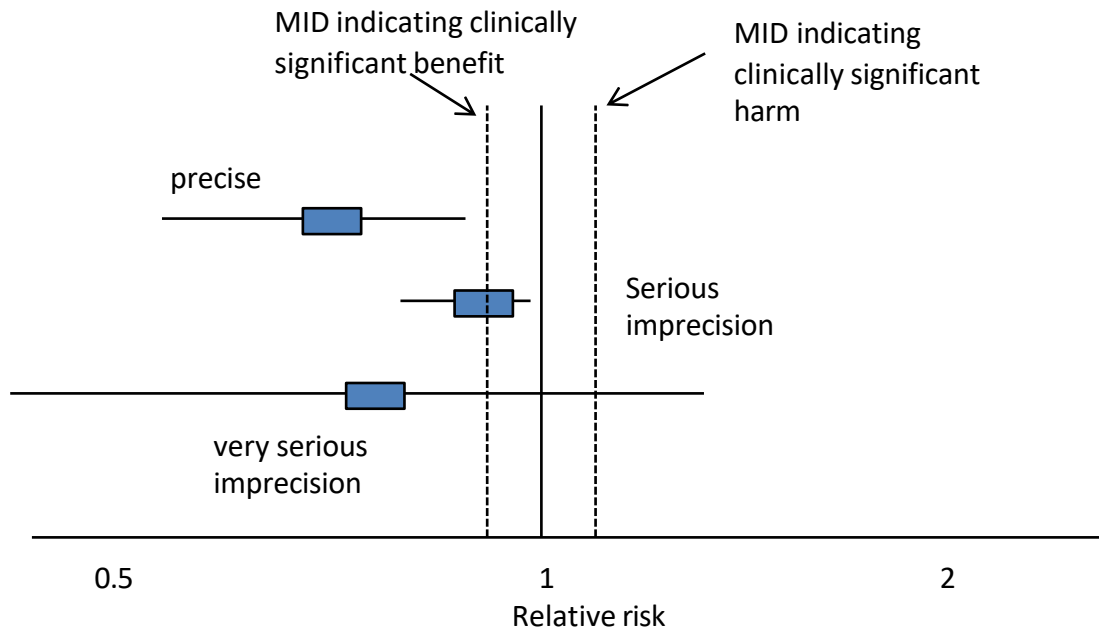 MID indicating clinically
significant benefit
MID indicating
clinically significant
harm
precise
Serious
imprecision
very serious
imprecision
0.5
1
2
Relative risk